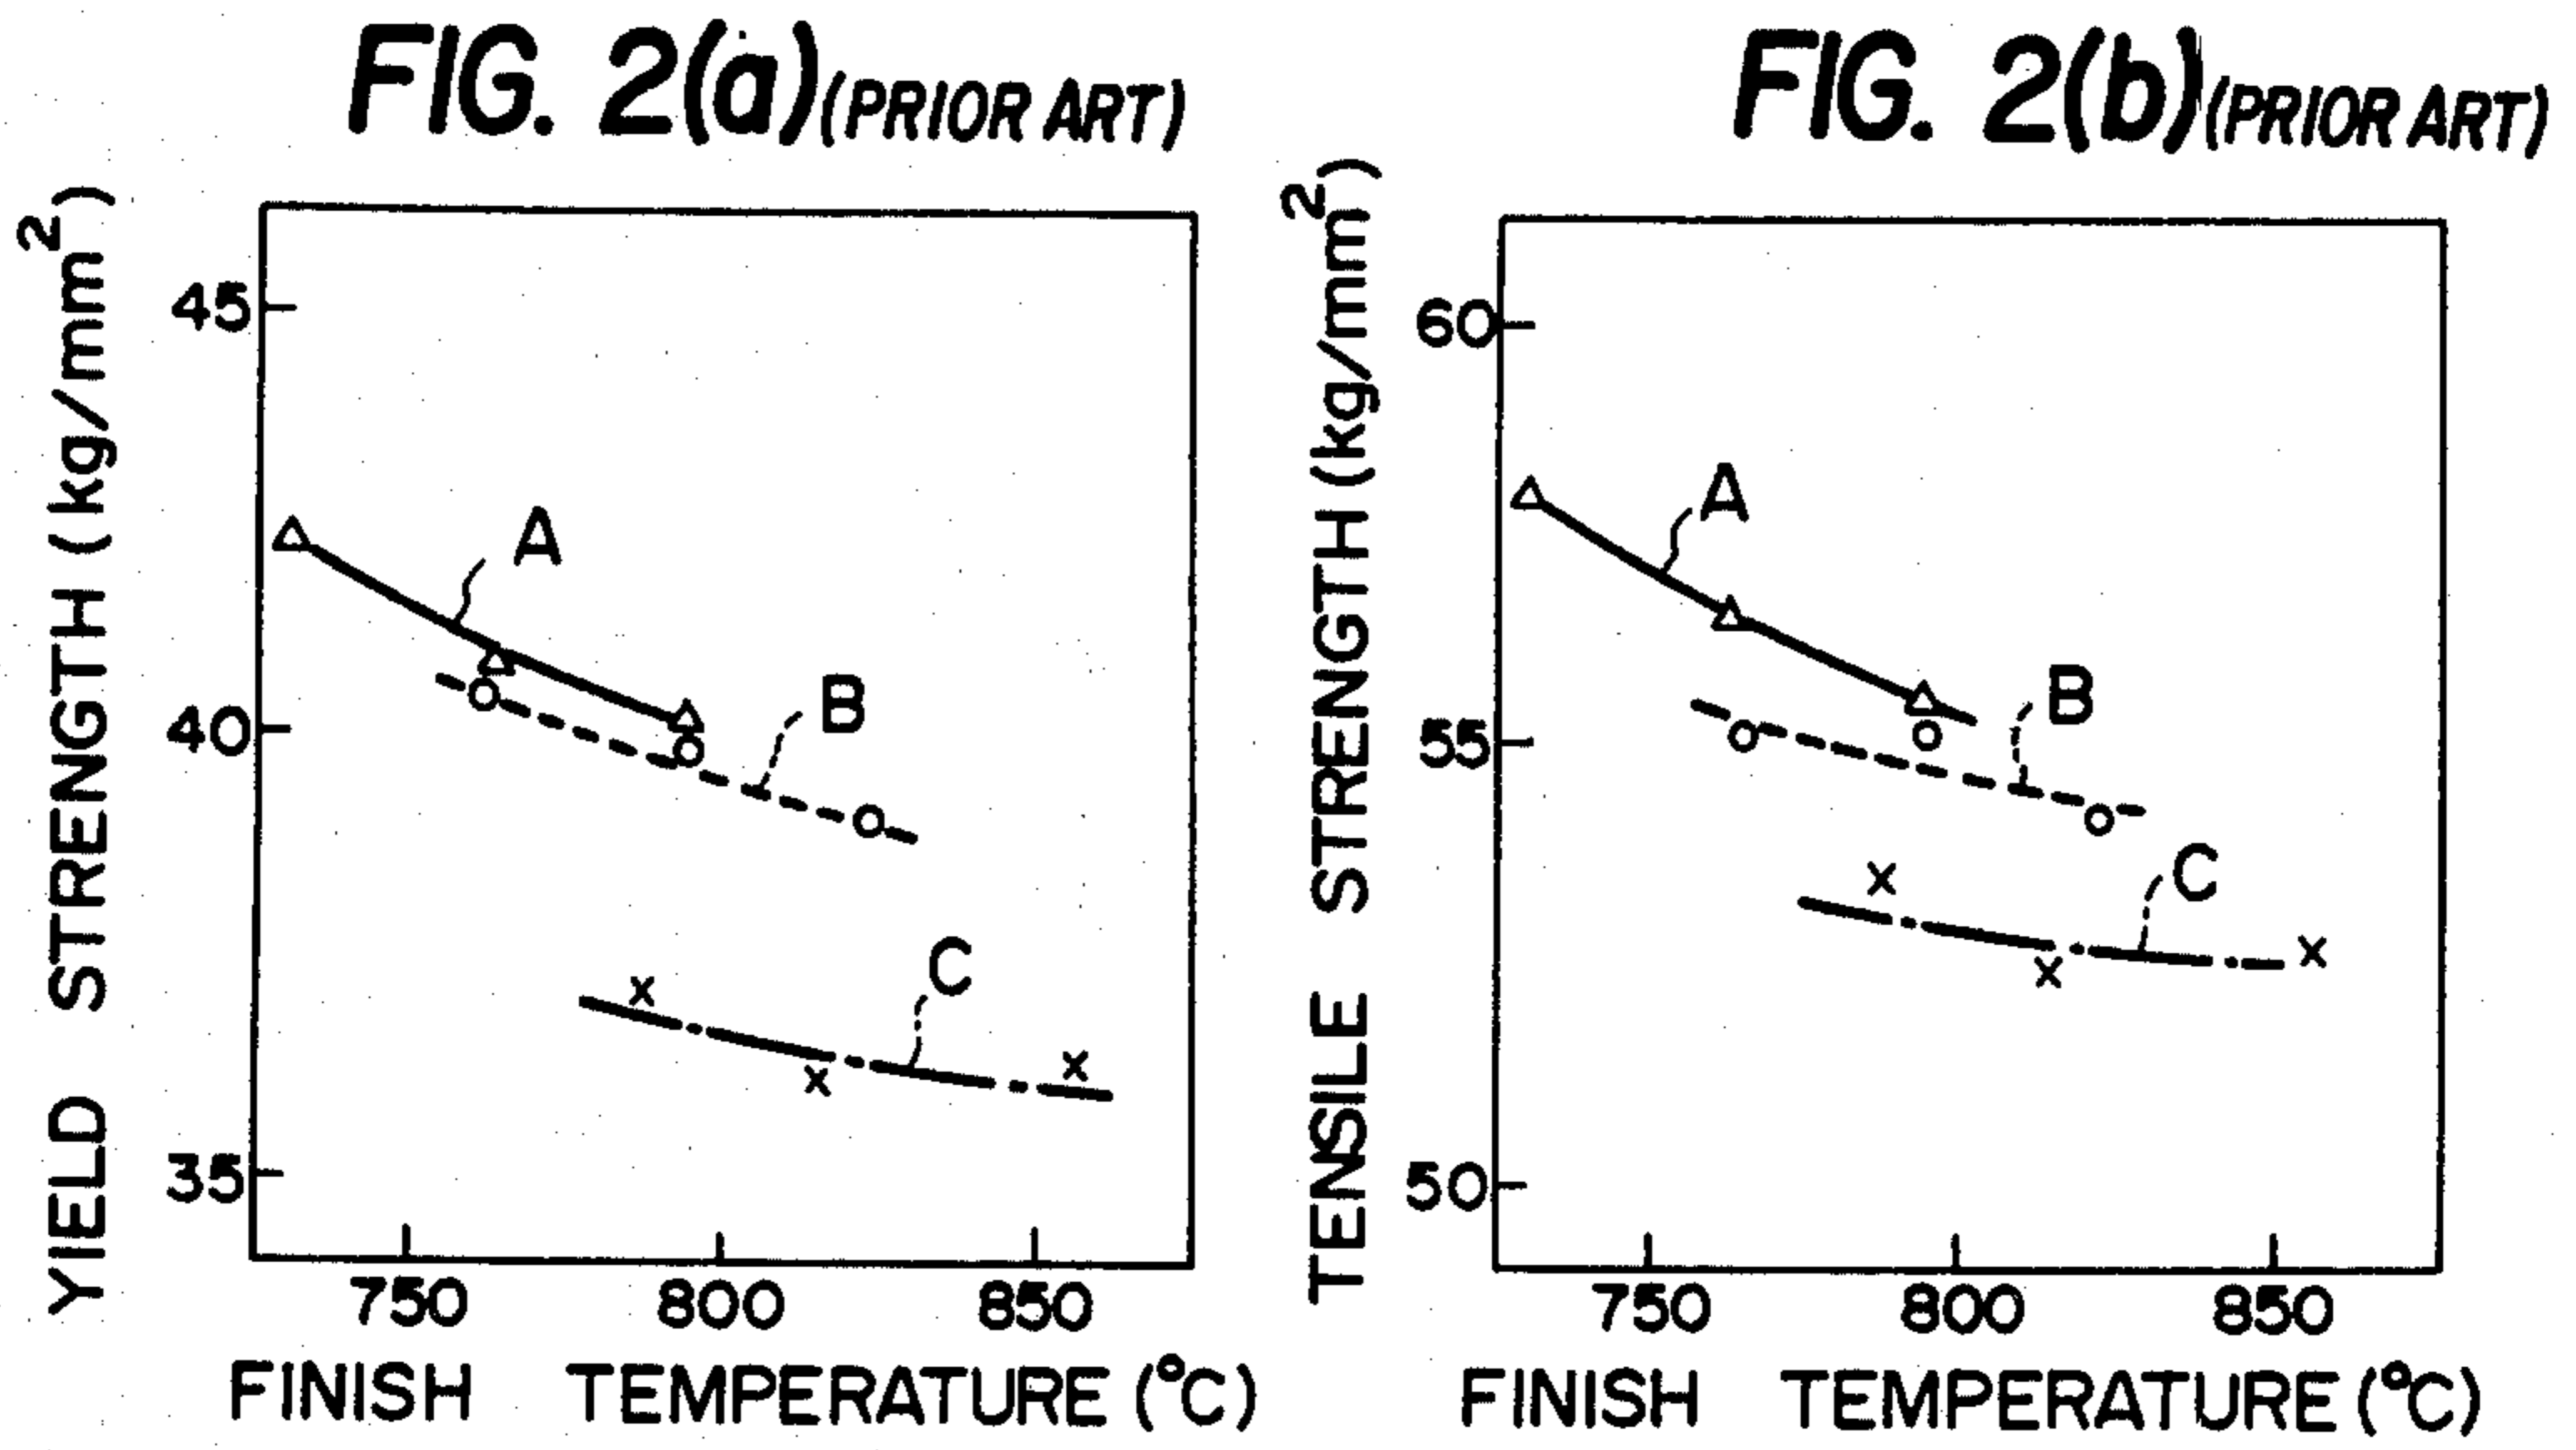 FIG. 2(a) (PRIOR ART)
YIELD STRENGTH (kg/mm²)
45
40
35
A
B
C
750 800 850
FINISH TEMPERATURE (°C)
FIG. 2(b) (PRIOR ART)
TENSILE STRENGTH (kg/mm²)
60
55
50
A
B
C
750 800 850
FINISH TEMPERATURE (°C)